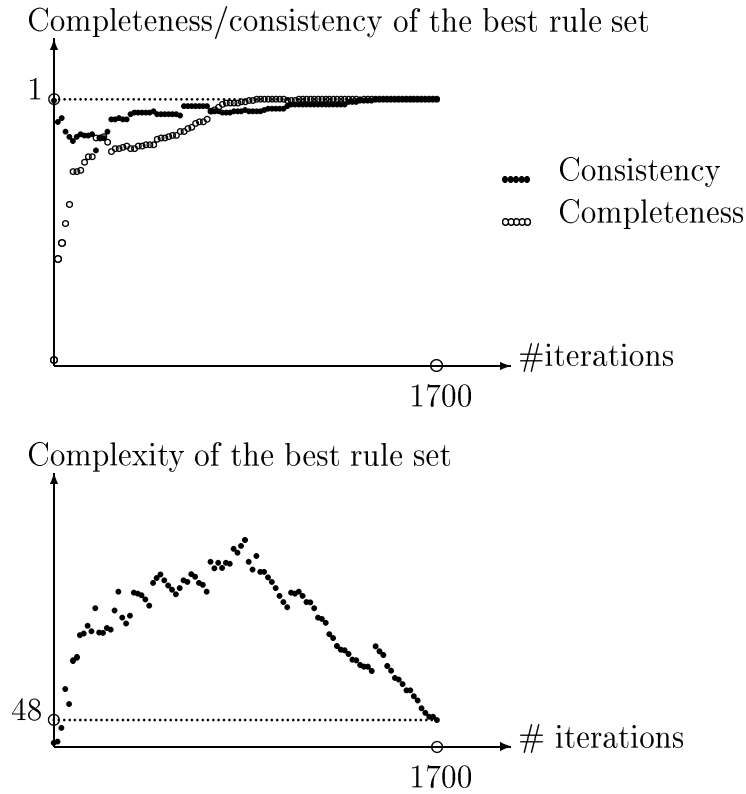 Completeness/consistency of the best rule set
1
Consistency
Completeness
#iterations
1700
Complexity of the best rule set
48
# iterations
1700